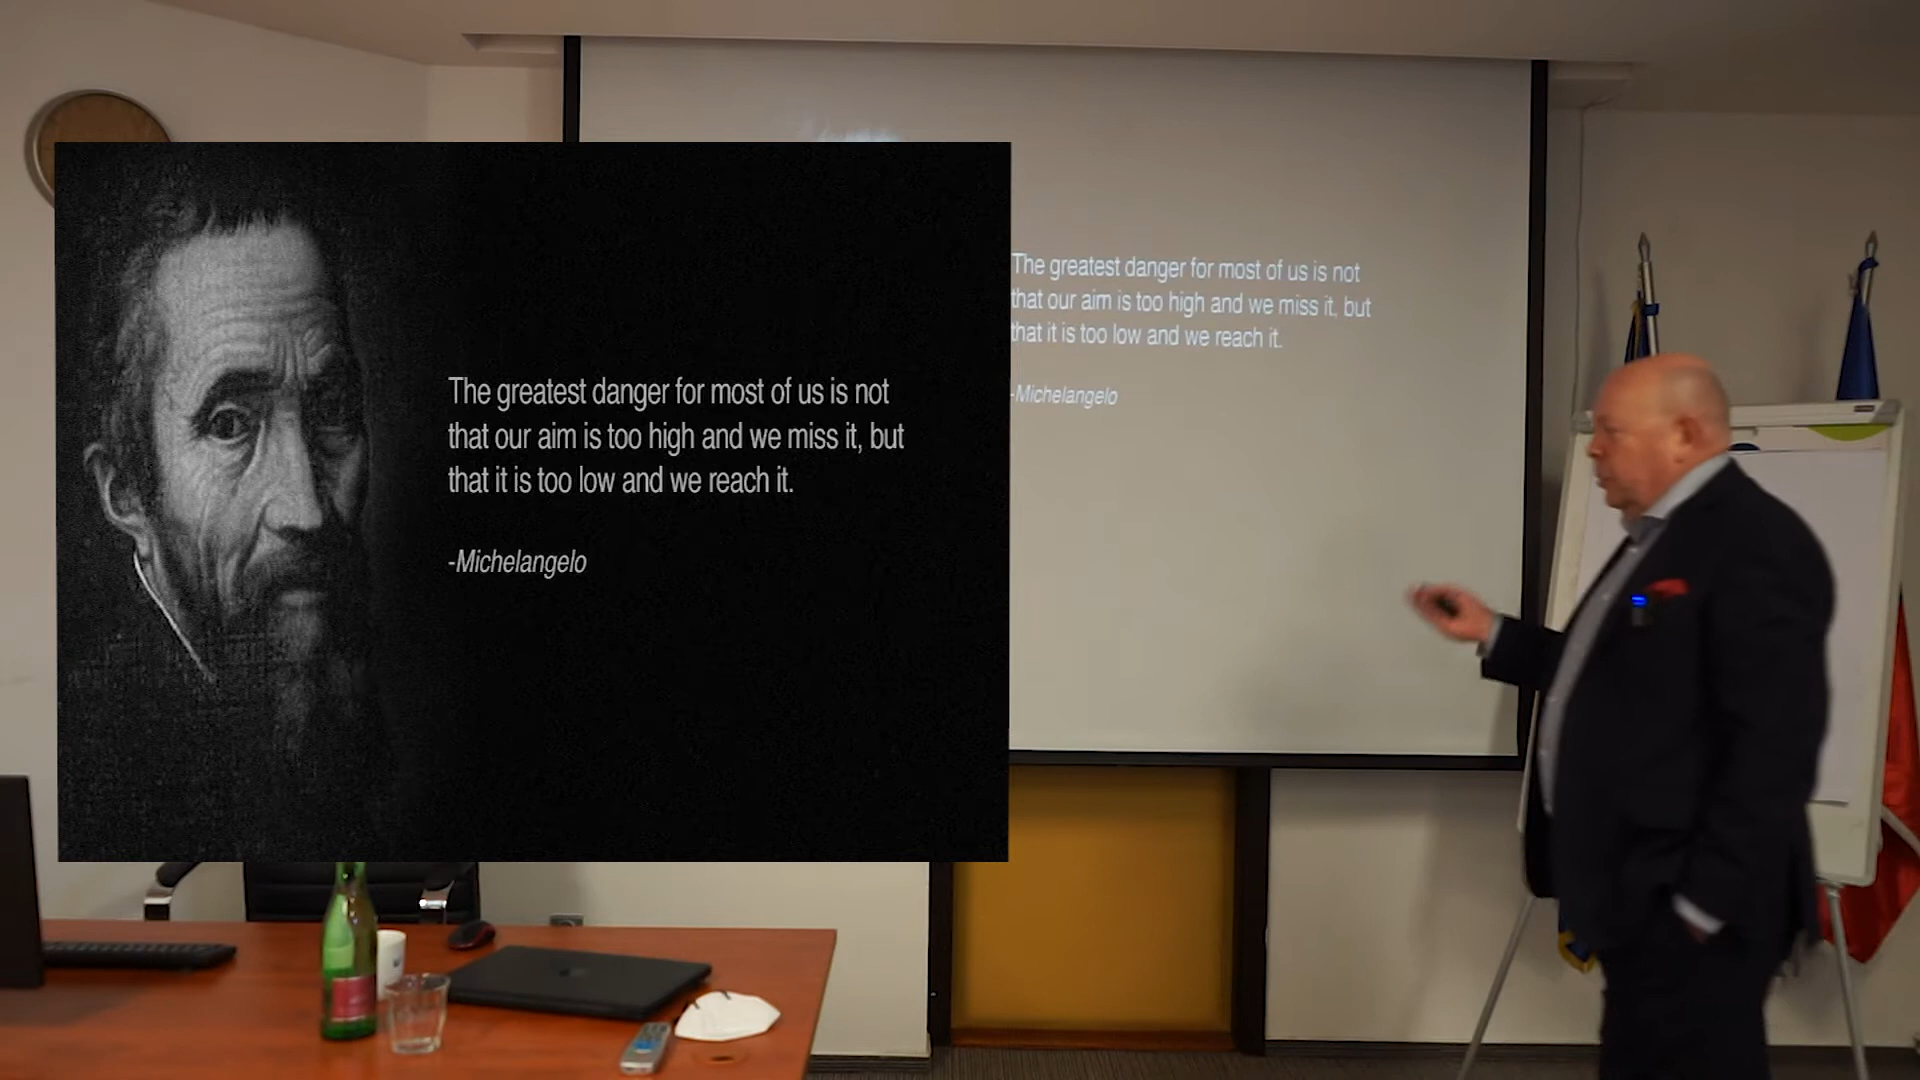 The greatest danger for most of us is not
that our aim is too high and we miss it, but
that it is too low and we reach it.
-Michelangelo
The greatest danger for most of us is not
that our aim is too high and we miss it, but
that it is too low and we reach it.
-Michelangelo